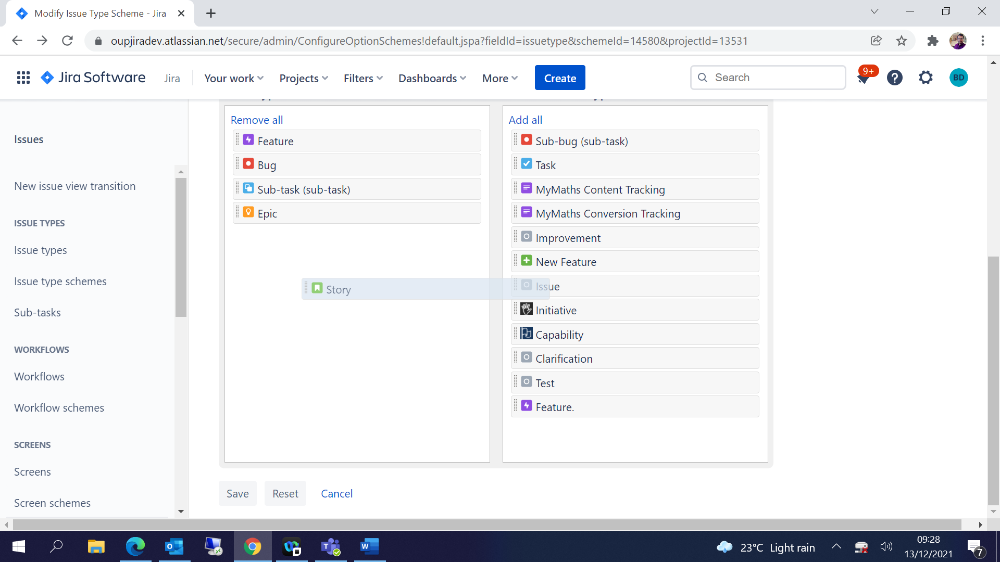 Modify Issue Type Scheme - Jira
oupjiradev.atlassian.net/secure/admin/ConfigureOptionSchemes!default.jspa?fieldId=issuetype&schemeId=14580&projectId=13531
Jira Software
Jira
Your work
Projects
Filters
Dashboards
More
Create
Search
9+
BD
Issues
New issue view transition
ISSUE TYPES
Issue types
Issue type schemes
Sub-tasks
WORKFLOWS
Workflows
Workflow schemes
SCREENS
Screens
Screen schemes
Remove all
Feature
Bug
Sub-task (sub-task)
Epic
Story
Add all
Sub-bug (sub-task)
Task
MyMaths Content Tracking
MyMaths Conversion Tracking
Improvement
New Feature
Issue
Initiative
Capability
Clarification
Test
Feature.
Save
Reset
Cancel
23°C Light rain
09:28
13/12/2021
7